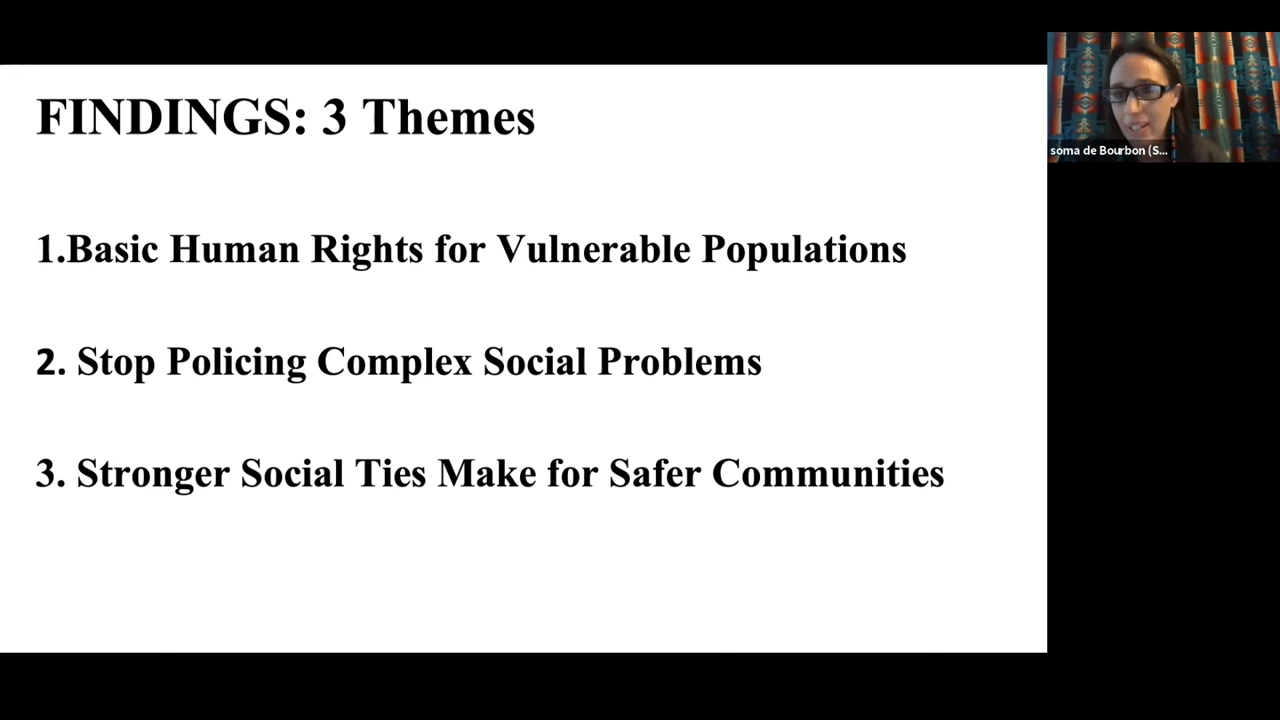 FINDINGS: 3 Themes
1.Basic Human Rights for Vulnerable Populations
2. Stop Policing Complex Social Problems
3. Stronger Social Ties Make for Safer Communities
soma de Bourbon (S...